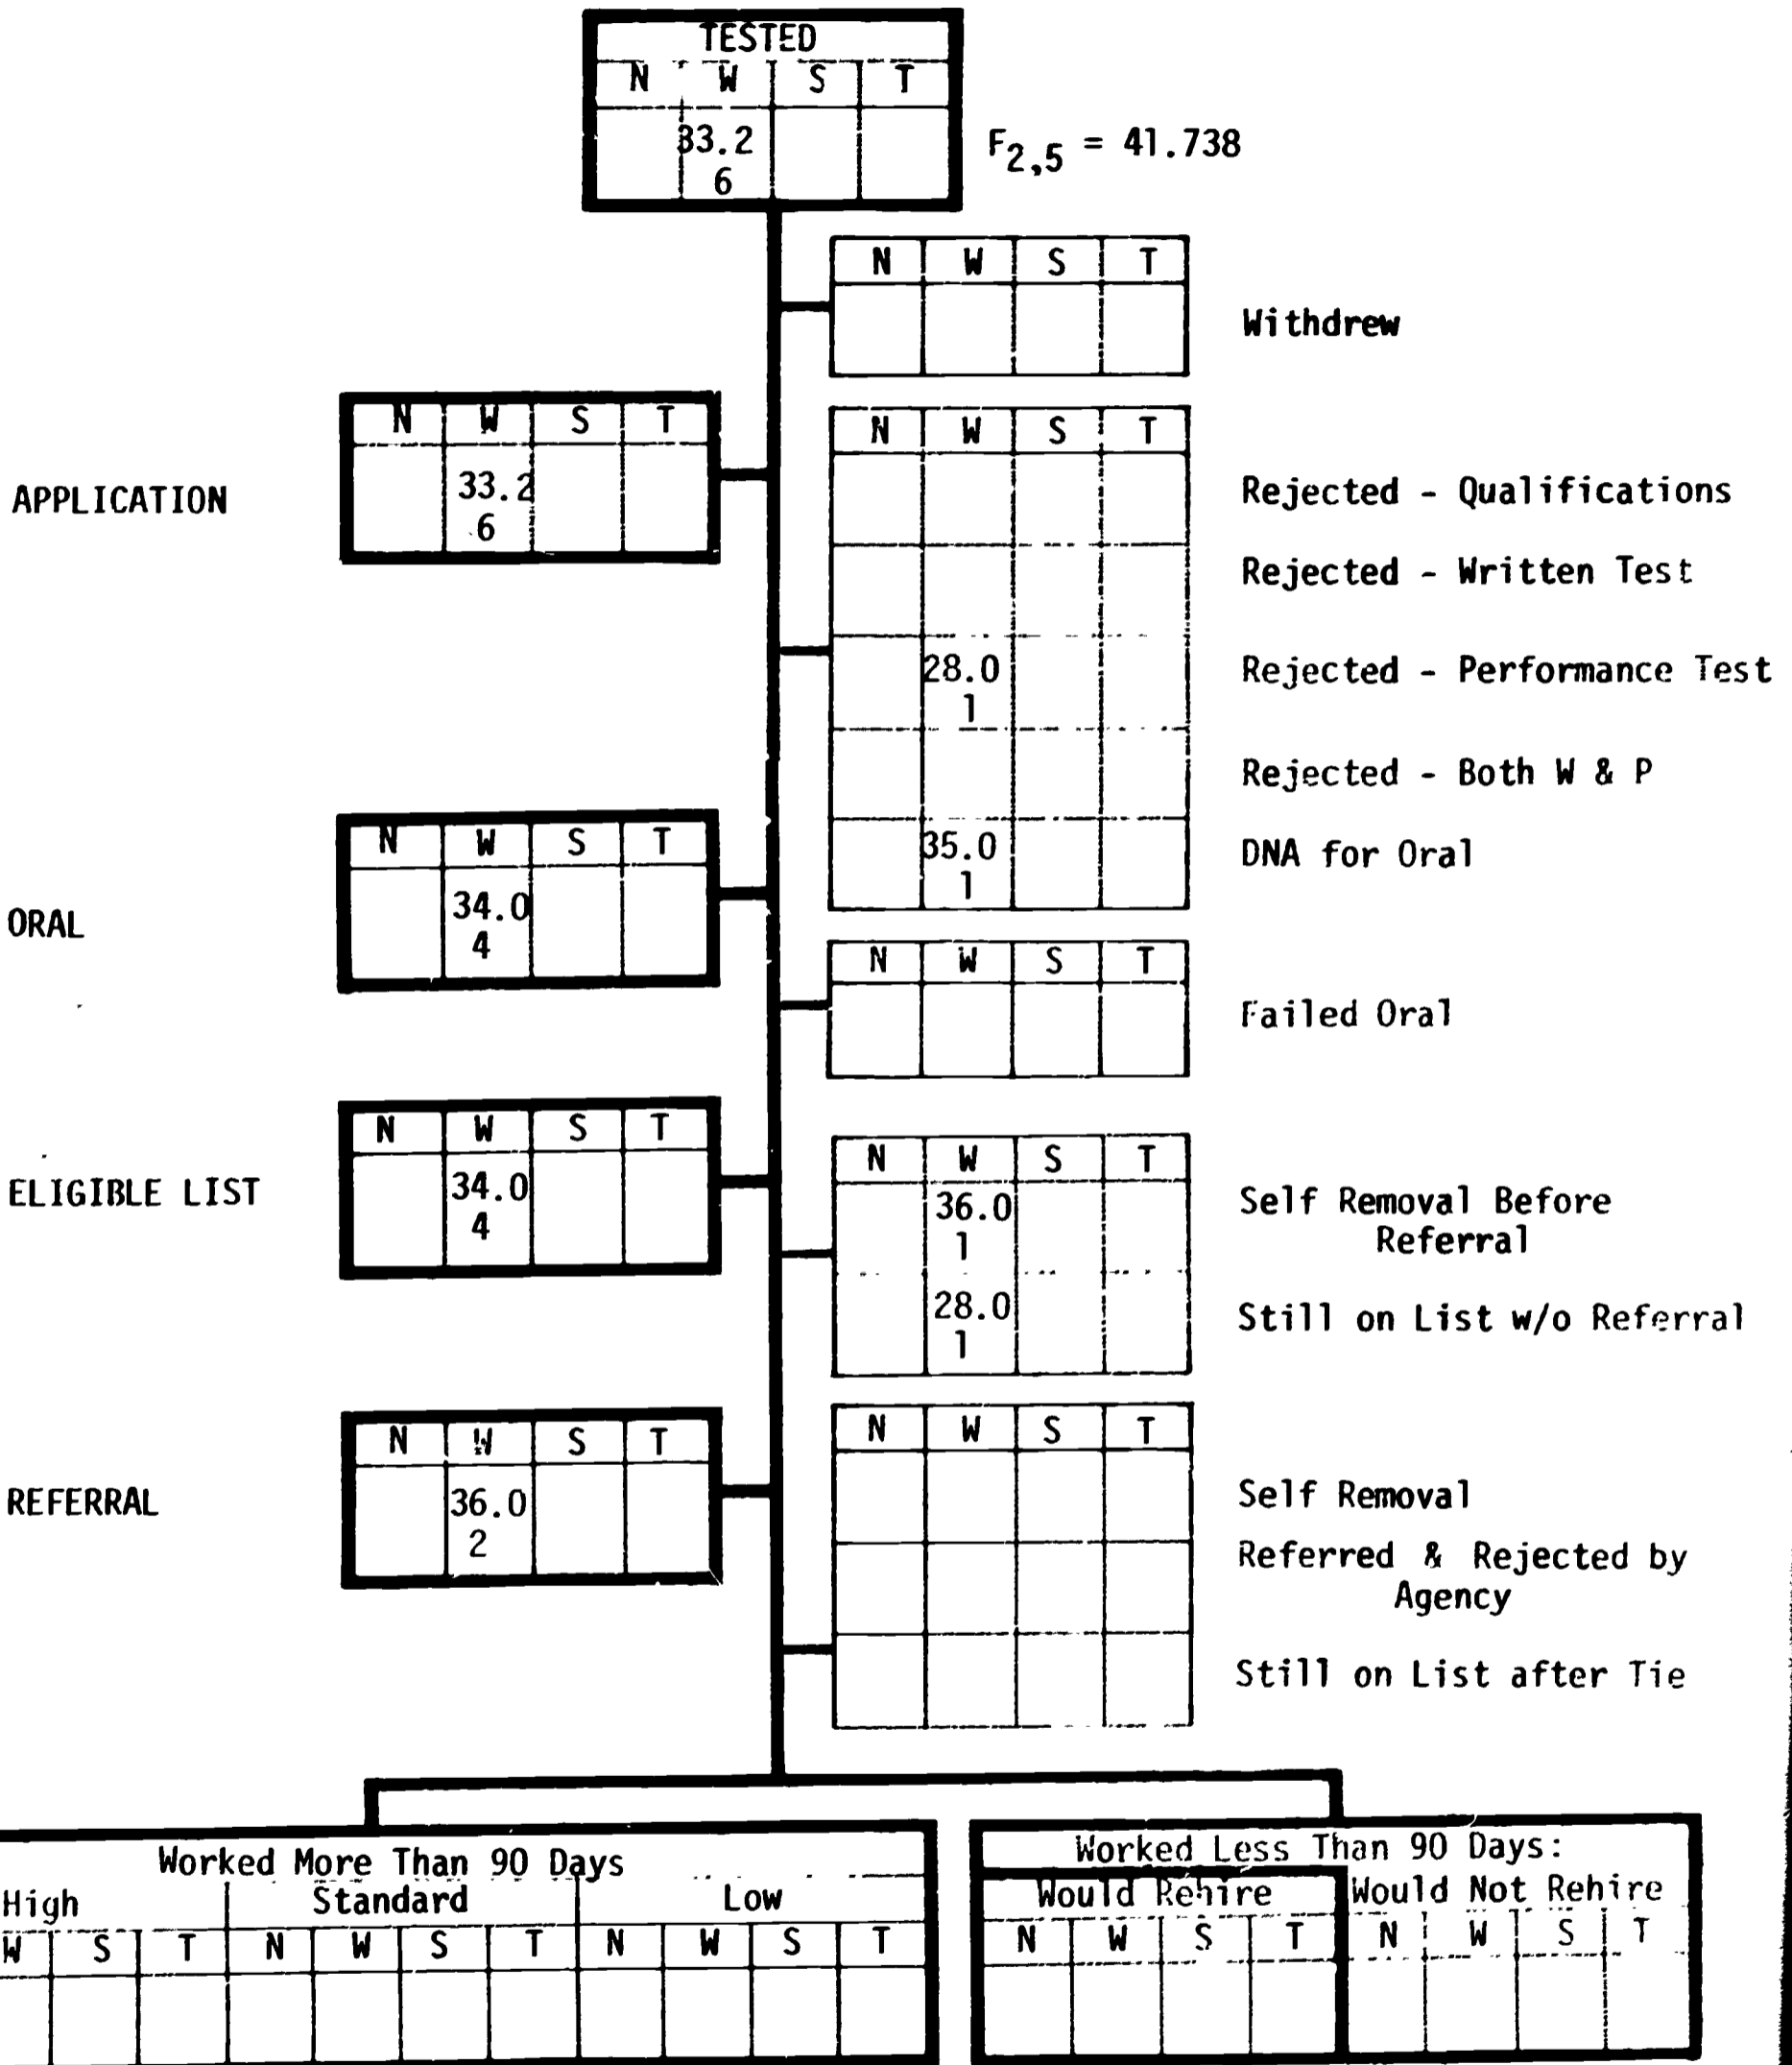 TESTED
N W S T
33.2
6
F2,5 = 41.738
N W S T
Withdrew
N W S T
APPLICATION
33.2
6
N W S T
Rejected - Qualifications
Rejected - Written Test
28.0
1
Rejected - Performance Test
Rejected - Both W & P
35.0
1
DNA for Oral
N W S T
ORAL
34.0
4
N W S T
Failed Oral
N W S T
ELIGIBLE LIST
34.0
4
N W S T
36.0
1
Self Removal Before
Referral
28.0
1
Still on List w/o Referral
N W S T
REFERRAL
36.0
2
N W S T
Self Removal
Referred & Rejected by
Agency
Still on List after Tie
Worked More Than 90 Days
High Standard Low
W S T N W S T N W S T
Worked Less Than 90 Days:
Would Rehire Would Not Rehire
N W S T N W S T